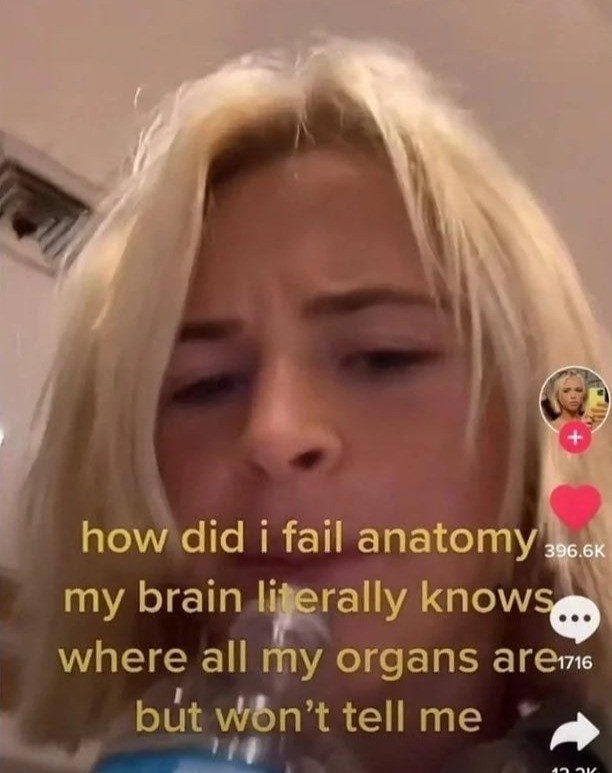 how did i fail anatomy
my brain literally knows
where all my organs are
but won't tell me
396.6K
1716